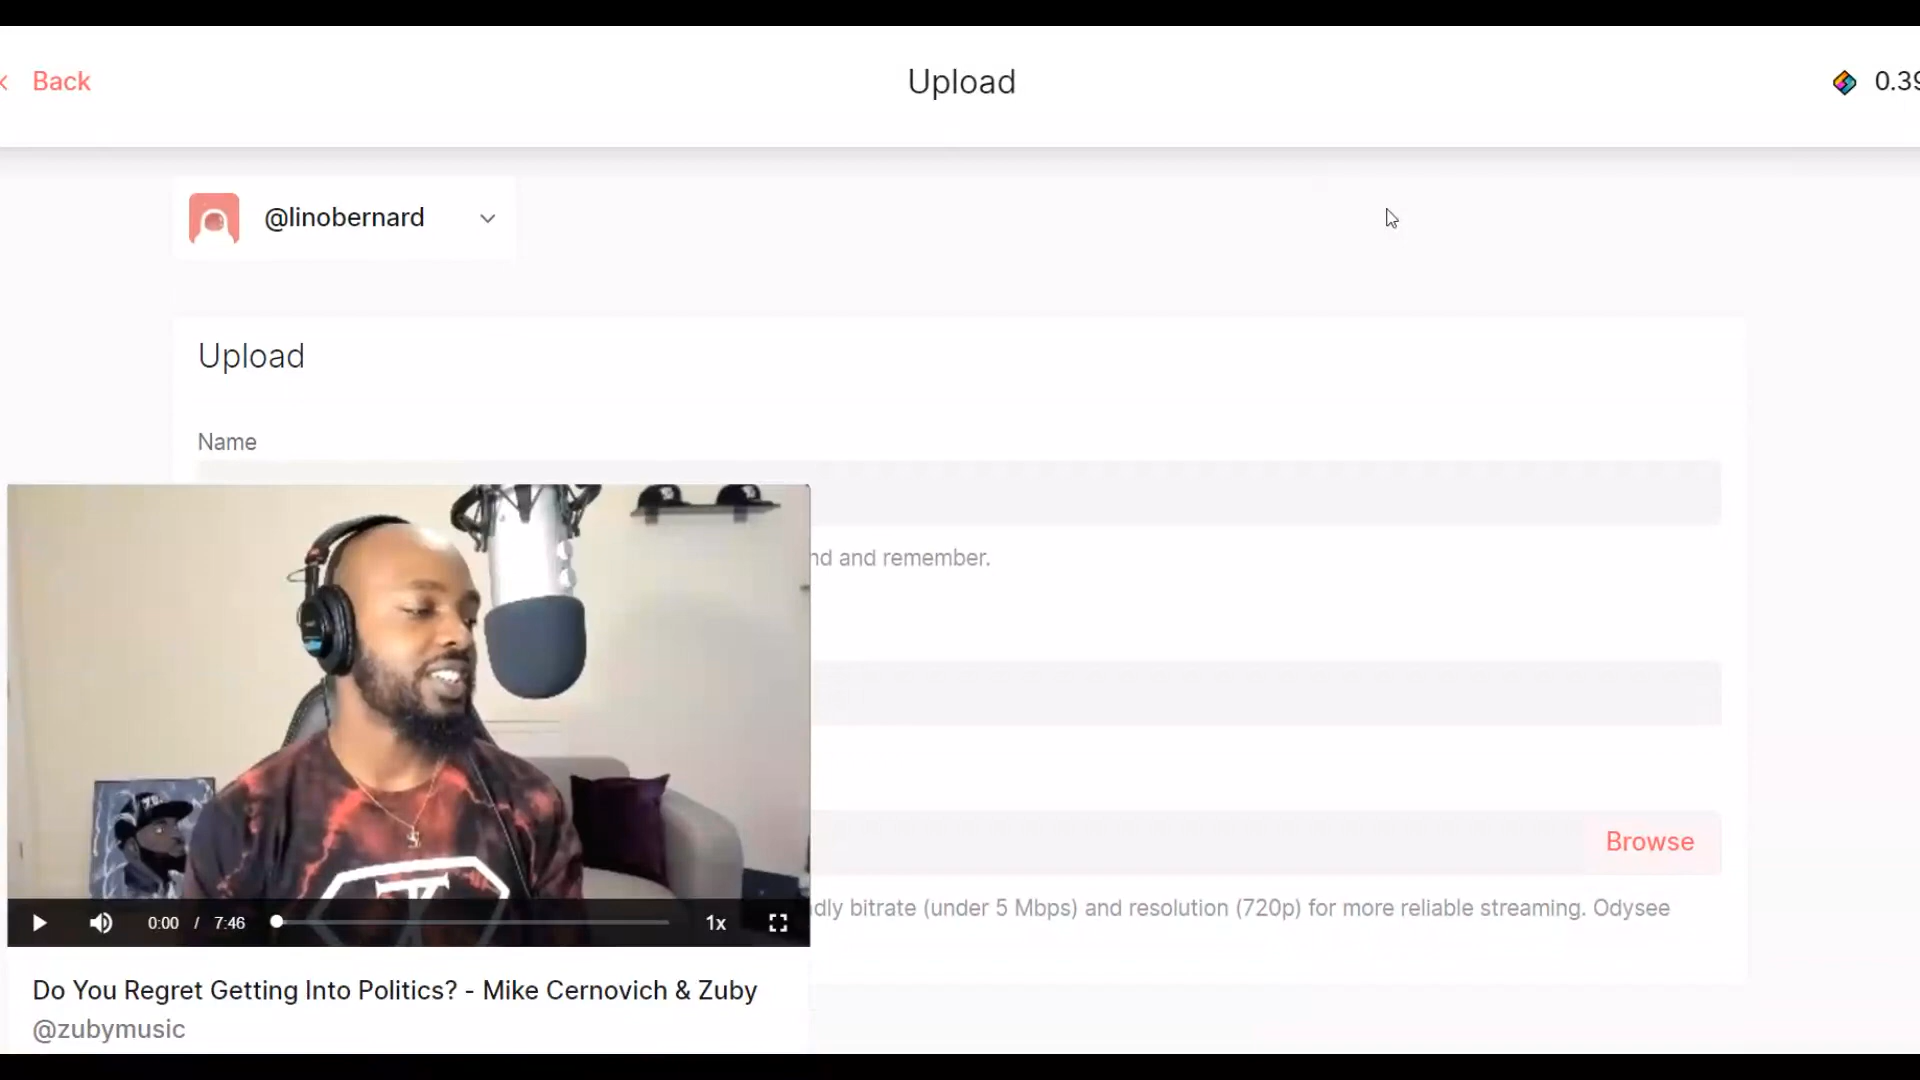 Back
Upload
0.39
@linobernard
Upload
Name
nd and remember.
Browse
dly bitrate (under 5 Mbps) and resolution (720p) for more reliable streaming. Odysee
0:00 / 7:46
1x
Do You Regret Getting Into Politics? - Mike Cernovich & Zuby
@zubymusic